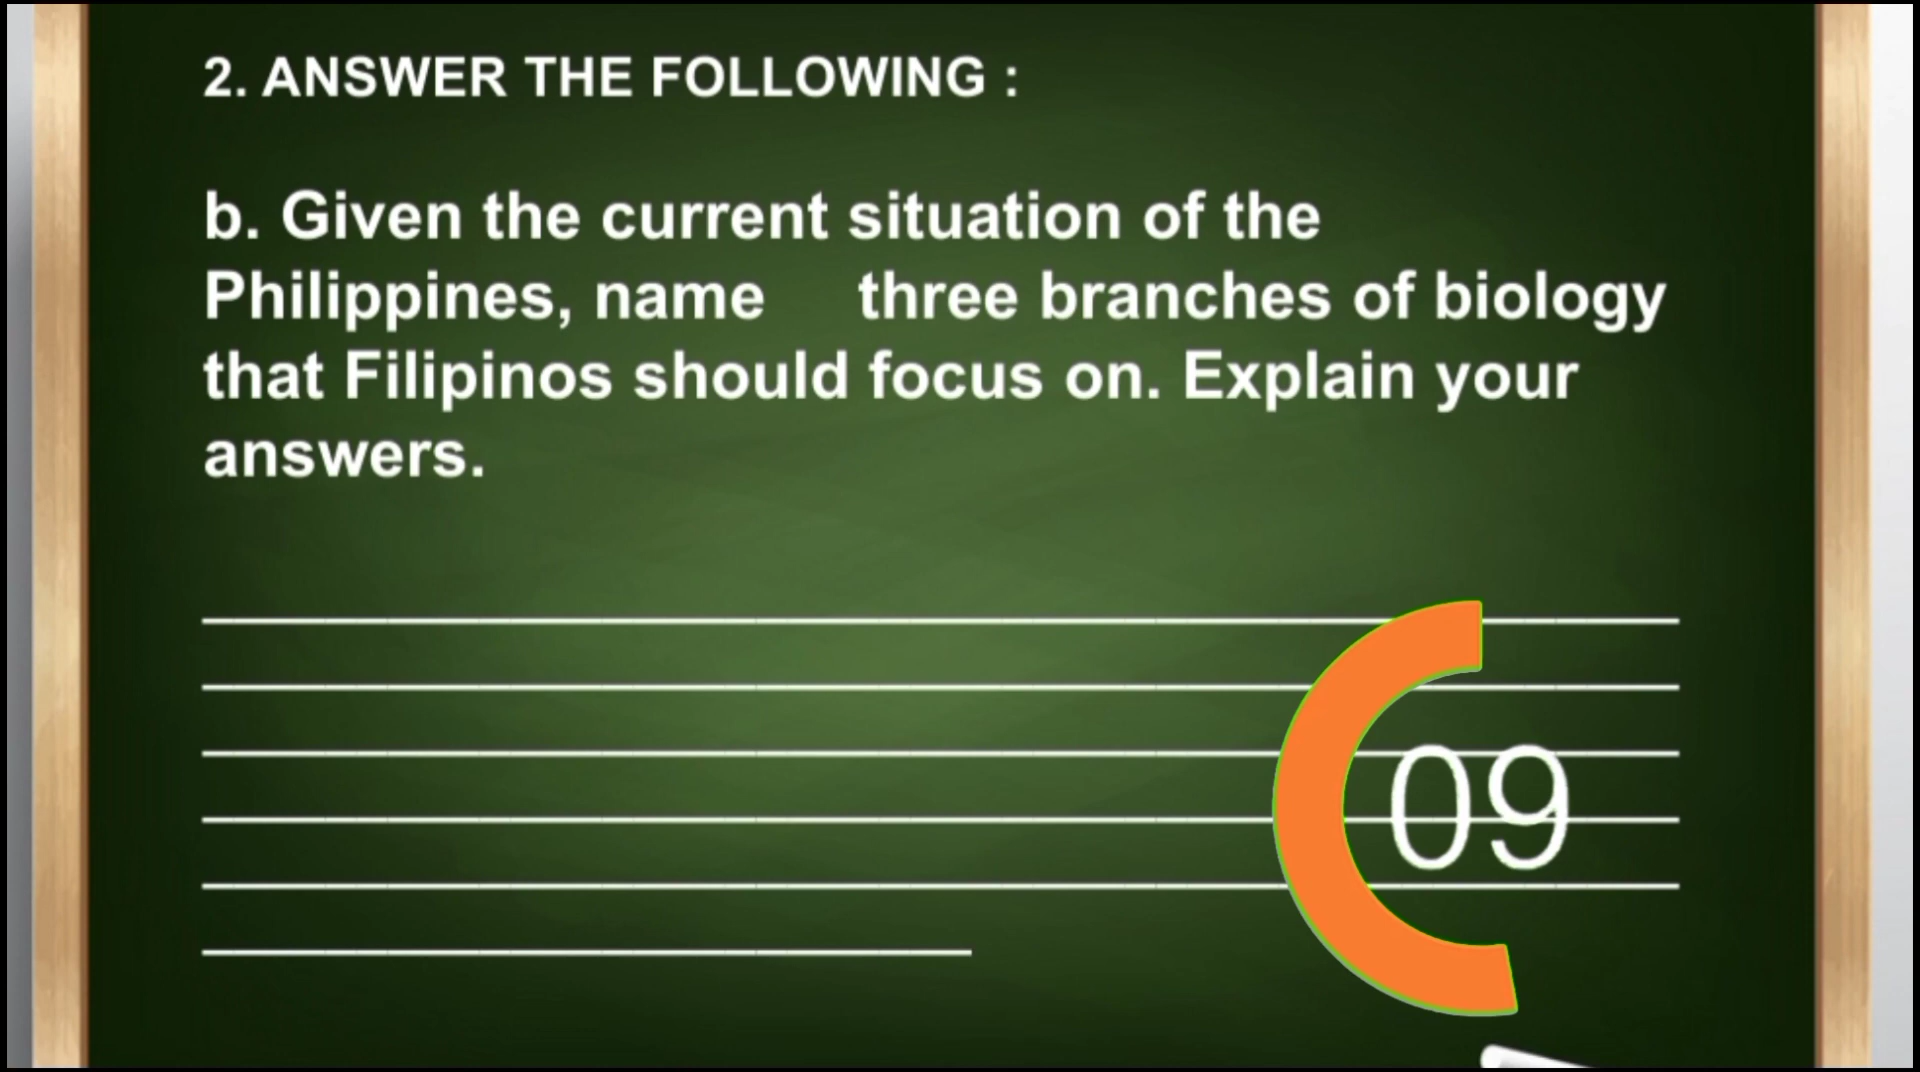 2. ANSWER THE FOLLOWING :
b. Given the current situation of the
Philippines, name three branches of biology
that Filipinos should focus on. Explain your
answers.
09